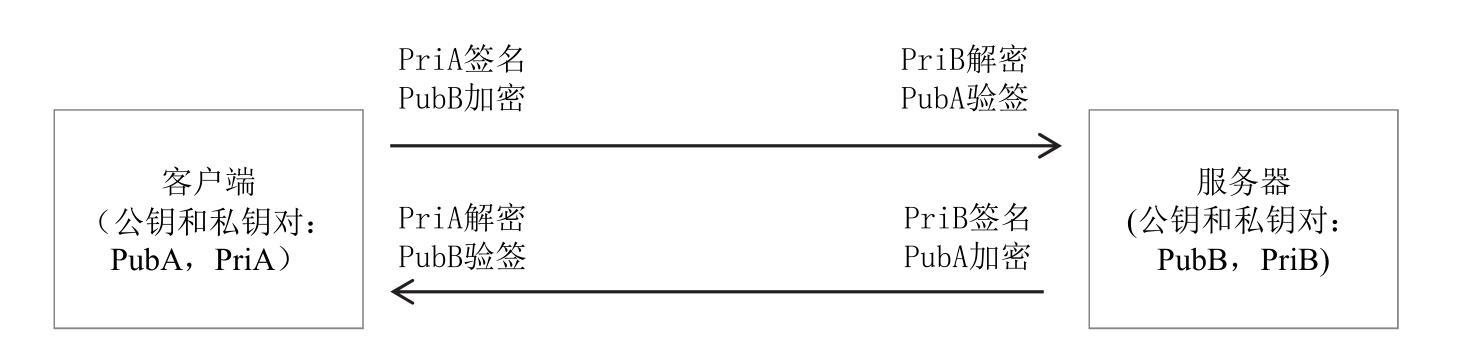 PriA签名
PubB加密
PriB解密
PubA验签
客户端
（公钥和私钥对：
PubA，PriA）
PriA解密
PubB验签
PriB签名
PubA加密
服务器
(公钥和私钥对：
PubB，PriB)